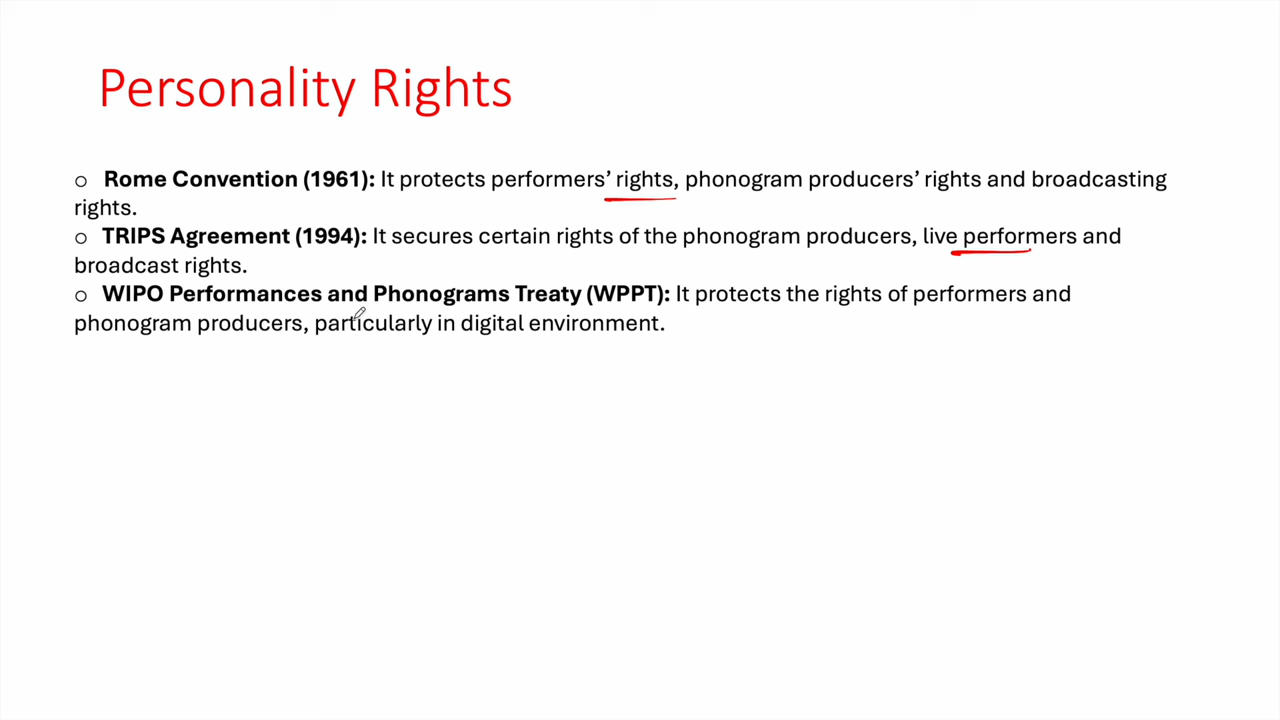 Personality Rights
o Rome Convention (1961): It protects performers’ rights, phonogram producers’ rights and broadcasting
rights.
o TRIPS Agreement (1994): It secures certain rights of the phonogram producers, live performers and
broadcast rights.
o WIPO Performances and Phonograms Treaty (WPPT): It protects the rights of performers and
phonogram producers, particularly in digital environment.